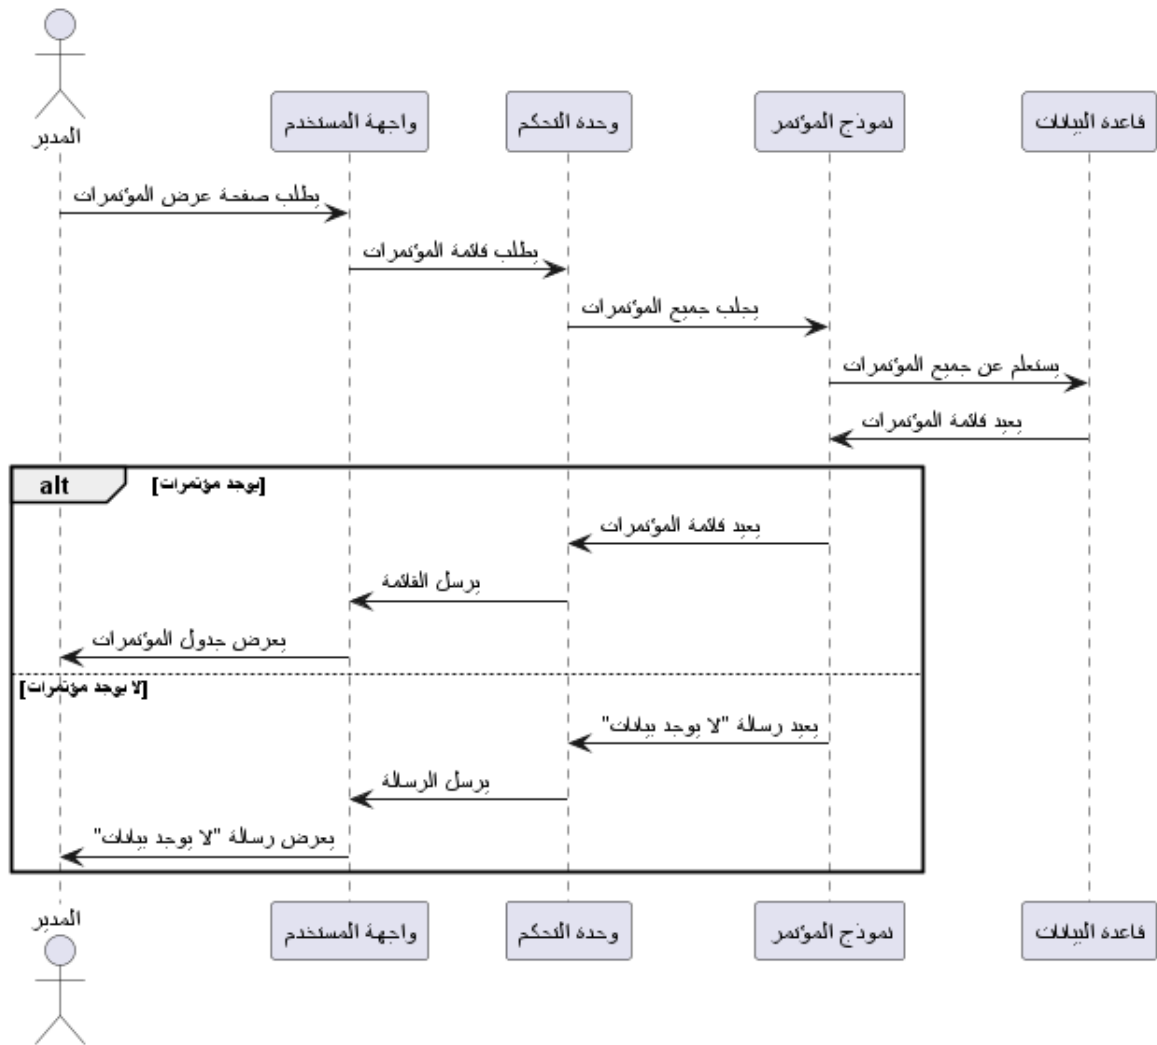 المدير
واجهة المستخدم
وحدة التحكم
نموذج المؤتمر
قاعدة البيانات
يطلب صفحة عرض المؤتمرات
يطلب قائمة المؤتمرات
يجلب جميع المؤتمرات
يستعلم عن جميع المؤتمرات
يعيد قائمة المؤتمرات
alt
[يوجد مؤتمرات]
يعيد قائمة المؤتمرات
يرسل القائمة
يعرض جدول المؤتمرات
[لا يوجد مؤتمرات]
يعيد رسالة "لا يوجد بيانات"
يرسل الرسالة
يعرض رسالة "لا يوجد بيانات"
المدير
واجهة المستخدم
وحدة التحكم
نموذج المؤتمر
قاعدة البيانات